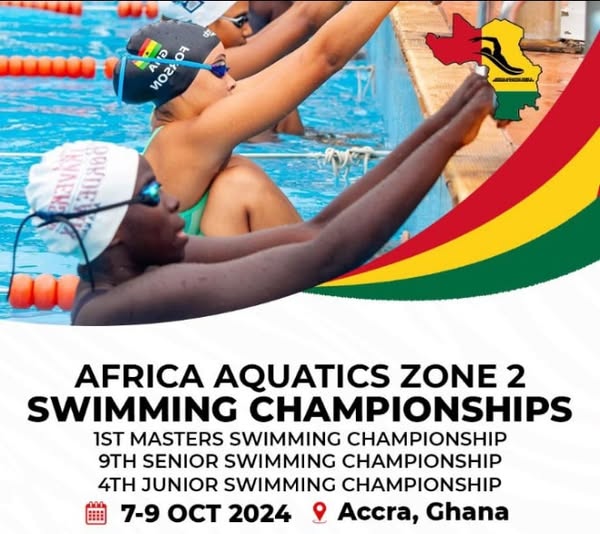 AFRICA AQUATICS ZONE 2
SWIMMING CHAMPIONSHIPS
1ST MASTERS SWIMMING CHAMPIONSHIP
9TH SENIOR SWIMMING CHAMPIONSHIP
4TH JUNIOR SWIMMING CHAMPIONSHIP
7-9 OCT 2024 Accra, Ghana